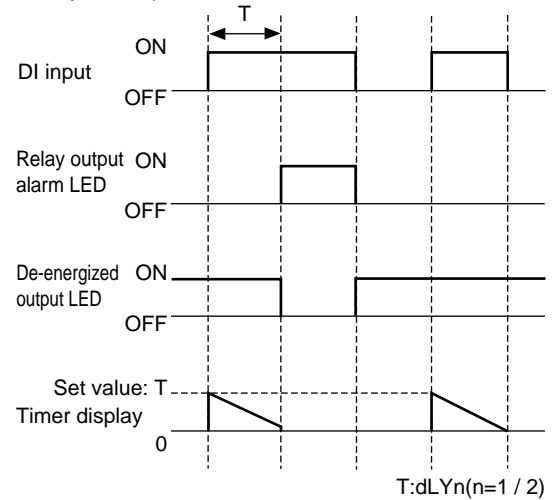 T
ON
DI input
OFF
Relay output ON
alarm LED
OFF
De-energized ON
output LED
OFF
Set value: T
Timer display
0
T:dLYn(n=1 / 2)